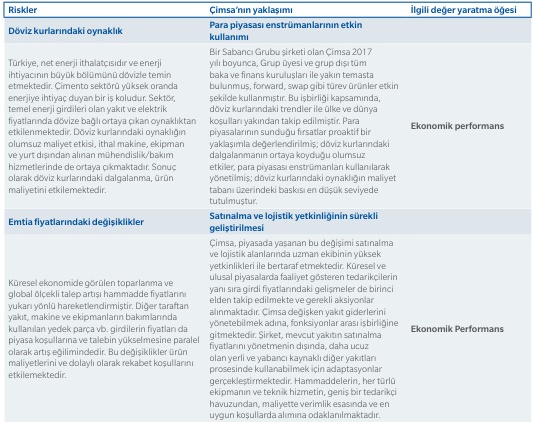 Riskler
Çimsa'nın yaklaşımı
İlgili değer yaratma öğesi
Döviz kurlarındaki oynaklık
Para piyasası enstrümanlarının etkin
kullanımı
Türkiye, net enerji ithalatçısıdır ve enerji
ihtiyacının büyük bölümünü dövizle temin
etmektedir. Çimento sektörü yüksek oranda
enerjiye ihtiyaç duyan bir iş koludur. Sektör,
temel enerji girdileri olan yakıt ve elektrik
fiyatlarında dövize bağlı ortaya çıkan oynaklıktan
etkilenmektedir. Döviz kurlarındaki oynaklığın
olumsuz maliyet etkisi, ithal makine, ekipman
ve yurt dışından alınan mühendislik/bakım
hizmetlerinde de ortaya çıkmaktadır. Sonuç
olarak döviz kurlarındaki dalgalanma, ürün
maliyetini etkilemektedir.
Bir Sabancı Grubu şirketi olan Çimsa 2017
yılı boyunca, Grup üyesi ve grup dışı tüm
baka ve finans kuruluşları ile yakın temasta
bulunmuş, forward, swap gibi türev ürünler etkin
şekilde kullanmıştır. Bu işbirliği kapsamında,
döviz kurlarındaki trendler ile ülke ve dünya
koşulları yakından takip edilmiştir. Para
piyasalarının sunduğu fırsatlar proaktif bir
yaklaşımla değerlendirilmiş; döviz kurlarındaki
dalgalanmanın ortaya koyduğu olumsuz
etkiler, para piyasası enstrümanları kullanılarak
yönetilmiş; döviz kurlarındaki oynaklığın maliyet
tabanı üzerindeki baskısı en düşük seviyede
tutulmuştur.
Ekonomik performans
Emtia fiyatlarındaki değişiklikler
Satınalma ve lojistik yetkinliğinin sürekli
geliştirilmesi
Küresel ekonomide görülen toparlanma ve
global ölçekli talep artışı hammadde fiyatlarını
yukarı yönlü hareketlendirmiştir. Diğer taraftan
yakıt, makine ve ekipmanların bakımlarında
kullanılan yedek parça vb. girdilerin fiyatları da
piyasa koşullarına ve talebin yükselmesine paralel
olarak artış eğilimindedir. Bu değişiklikler ürün
maliyetlerini ve dolaylı olarak rekabet koşullarını
etkilemektedir.
Çimsa, piyasada yaşanan bu değişimi satınalma
ve lojistik alanlarında uzman ekibinin yüksek
yetkinlikleri ile bertaraf etmektedir. Küresel ve
ulusal piyasalarda faaliyet gösteren tedarikçilerin
yanı sıra girdi fiyatlarındaki gelişmeler de birinci
elden takip edilmekte ve gerekli aksiyonlar
alınmaktadır. Çimsa değişken yakıt giderlerini
yönetebilmek adına, fonksiyonlar arası işbirliğine
gitmektedir. Şirket, mevcut yakıtın satınalma
fiyatlarını yönetmenin dışında, daha ucuz
olan yerli ve yabancı kaynaklı diğer yakıtları
prosesinde kullanabilmek için adaptasyonlar
gerçekleştirmektedir. Hammaddelerin, her türlü
ekipmanın ve teknik hizmetin, geniş bir tedarikçi
havuzundan, maliyette verimlik esasında ve en
uygun koşullarda alımına odaklanılmaktadır.
Ekonomik Performans